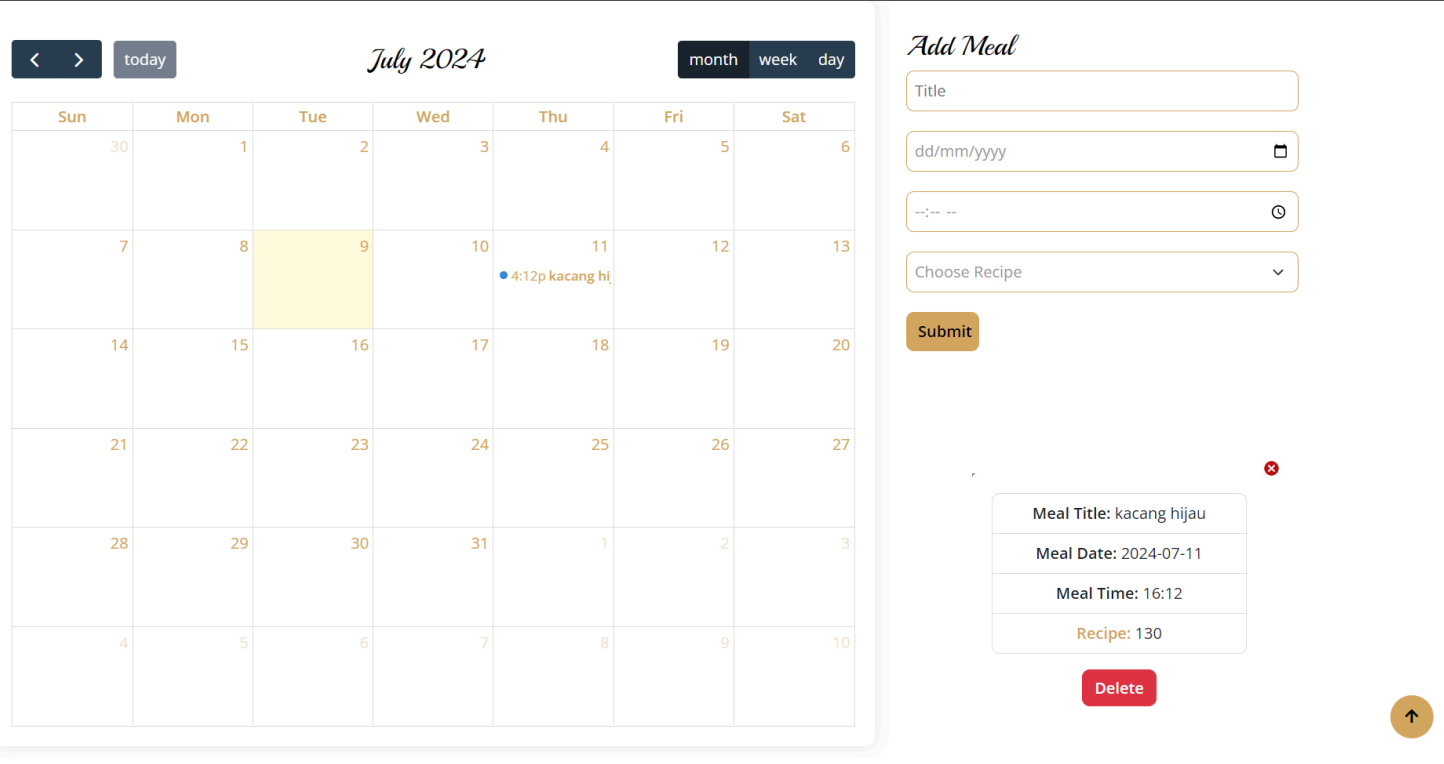 today
July 2024
month week day
Sun Mon Tue Wed Thu Fri Sat
30 1 2 3 4 5 6
7 8 9 10 11 12 13
4:12p kacang hij
14 15 16 17 18 19 20
21 22 23 24 25 26 27
28 29 30 31 1 2 3
4 5 6 7 8 9 10
Add Meal
Title
dd/mm/yyyy
--:-- --
Choose Recipe
Submit
Meal Title: kacang hijau
Meal Date: 2024-07-11
Meal Time: 16:12
Recipe: 130
Delete